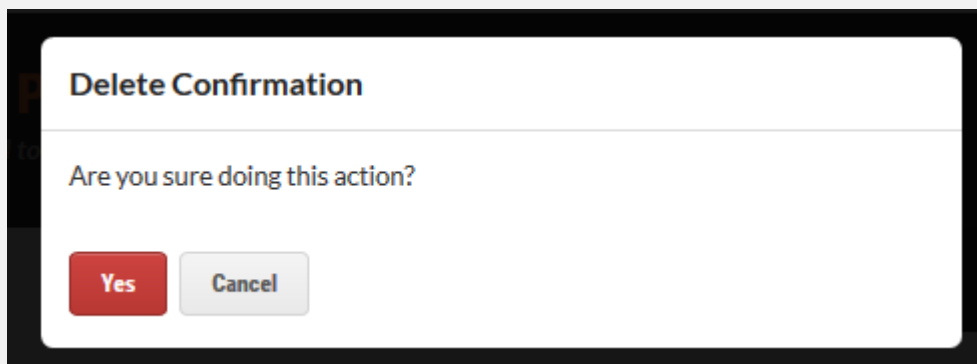 Delete Confirmation
Are you sure doing this action?
Yes
Cancel